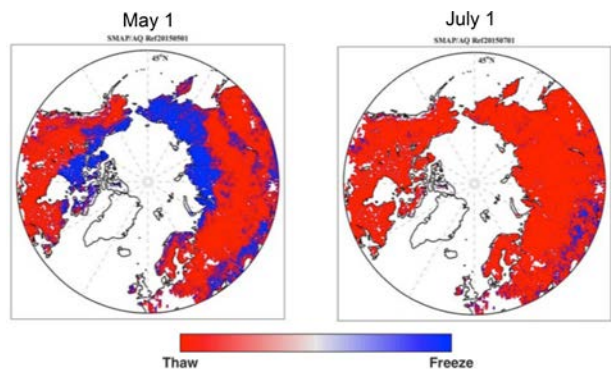 May 1
July 1
SMAP/AQ Ref20150501
SMAP/AQ Ref20150701
45°N
45°N
Thaw
Freeze